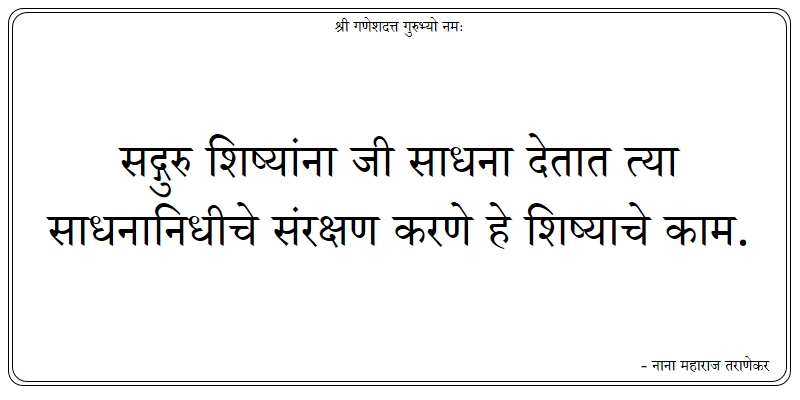 श्री गणेशदत्त गुरुभ्यो नमः
सद्गुरु शिष्यांना जी साधना देतात त्या
साधनानिधीचे संरक्षण करणे हे शिष्याचे काम.
- नाना महाराज तराणेकर